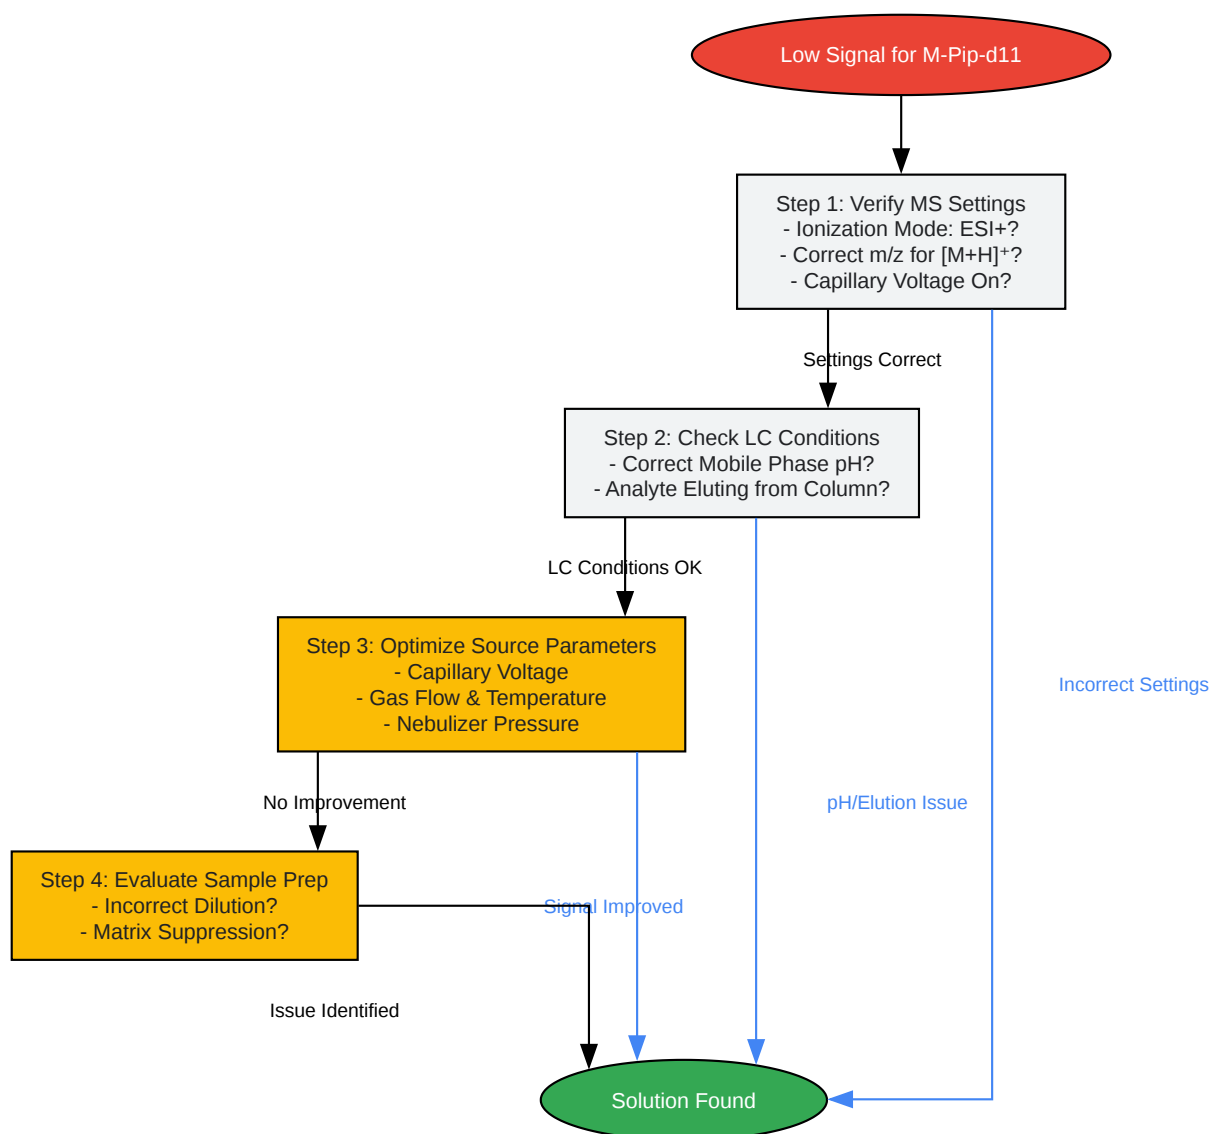 Low Signal for M-Pip-d11
Step 1: Verify MS Settings
- Ionization Mode: ESI+?
- Correct m/z for [M+H]⁺?
- Capillary Voltage On?
Settings Correct
Step 2: Check LC Conditions
- Correct Mobile Phase pH?
- Analyte Eluting from Column?
LC Conditions OK
Step 3: Optimize Source Parameters
- Capillary Voltage
- Gas Flow & Temperature
- Nebulizer Pressure
Incorrect Settings
No Improvement
pH/Elution Issue
Step 4: Evaluate Sample Prep
- Incorrect Dilution?
- Matrix Suppression?
Signal Improved
Issue Identified
Solution Found